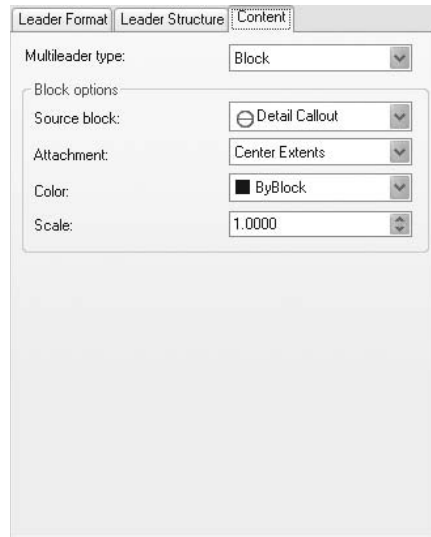 Leader Format Leader Structure Content
Multileader type: Block
Block options
Source block: Detail Callout
Attachment: Center Extents
Color: ByBlock
Scale: 1.0000